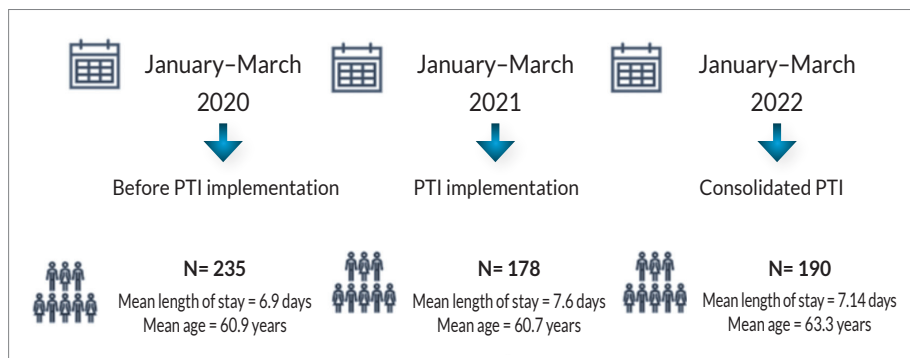 January–March
2020
Before PTI implementation
N= 235
Mean length of stay = 6.9 days
Mean age = 60.9 years
January–March
2021
PTI implementation
N= 178
Mean length of stay = 7.6 days
Mean age = 60.7 years
January–March
2022
Consolidated PTI
N= 190
Mean length of stay = 7.14 days
Mean age = 63.3 years